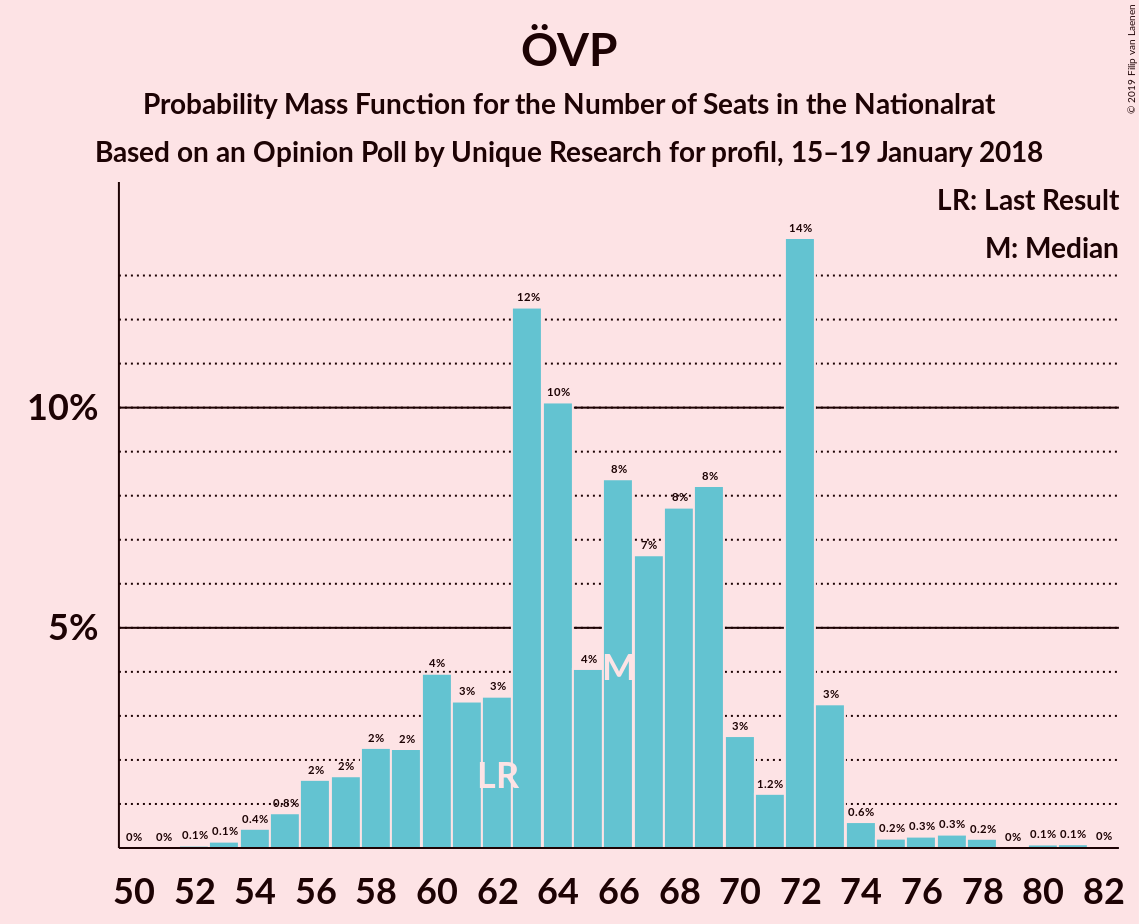 ÖVP
Probability Mass Function for the Number of Seats in the Nationalrat
Based on an Opinion Poll by Unique Research for profil, 15–19 January 2018
© 2019 Filip van Laenen
LR: Last Result
M: Median
10%
5%
0% 0% 0.1% 0.1% 0.4% 0.8% 2% 2% 2% 2% 4% 3% 3% 12% 10% 4% 8% 7% 8% 8% 3% 1.2% 14% 3% 0.6% 0.2% 0.3% 0.3% 0.2% 0% 0.1% 0.1% 0%
LR M
50 52 54 56 58 60 62 64 66 68 70 72 74 76 78 80 82